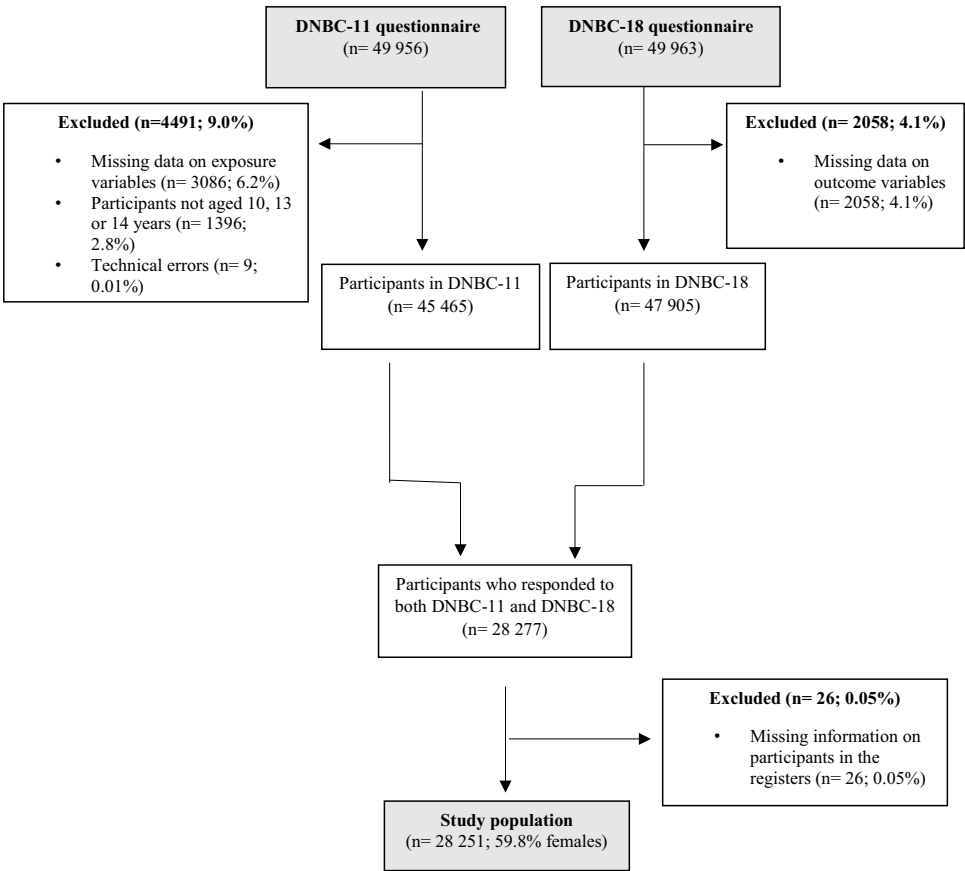 DNBC-11 questionnaire
(n= 49 956)
DNBC-18 questionnaire
(n= 49 963)
Excluded (n=4491; 9.0%)
• Missing data on exposure
variables (n= 3086; 6.2%)
• Participants not aged 10, 13
or 14 years (n= 1396;
2.8%)
• Technical errors (n= 9;
0.01%)
Excluded (n= 2058; 4.1%)
• Missing data on
outcome variables
(n= 2058; 4.1%)
Participants in DNBC-11
(n= 45 465)
Participants in DNBC-18
(n= 47 905)
Participants who responded to
both DNBC-11 and DNBC-18
(n= 28 277)
Excluded (n= 26; 0.05%)
• Missing information on
participants in the
registers (n= 26; 0.05%)
Study population
(n= 28 251; 59.8% females)